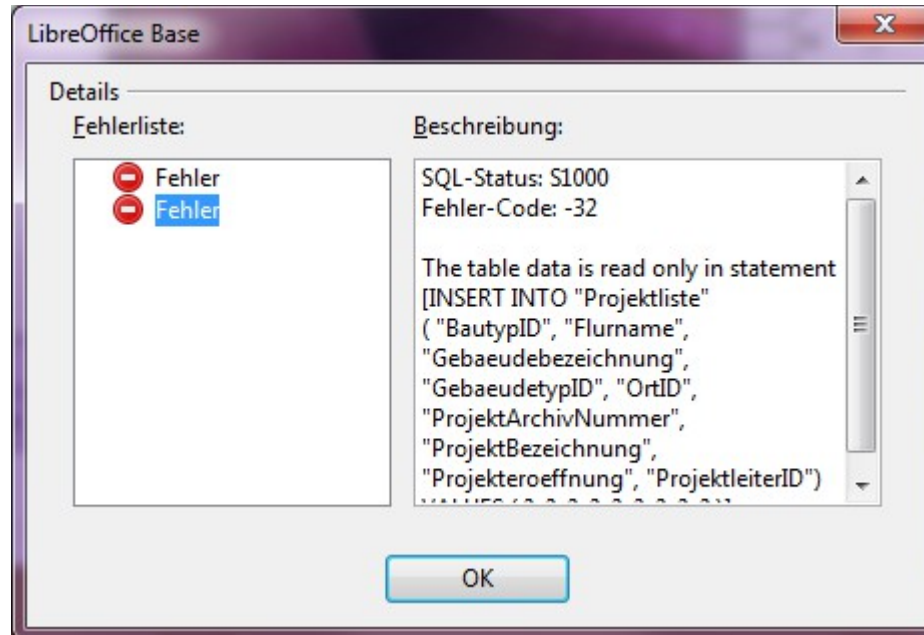 LibreOffice Base
Details
Fehlerliste:
Beschreibung:
Fehler
Fehler
SQL-Status: S1000
Fehler-Code: -32
The table data is read only in statement
[INSERT INTO "Projektliste"
( "BautypID", "Flurname",
"Gebaeudebezeichnung",
"GebaeudetypID", "OrtID",
"ProjektArchivNummer",
"ProjektBezeichnung",
"Projekteroeffnung", "ProjektleiterID")
OK